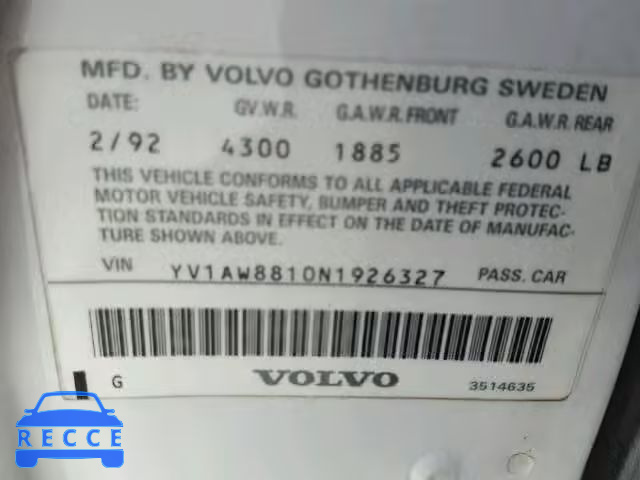 MFD. BY VOLVO GOTHENBURG SWEDEN
DATE: G.V.W.R. G.A.W.R. FRONT G.A.W.R. REAR
2/92 4300 1885 2600 LB
THIS VEHICLE CONFORMS TO ALL APPLICABLE FEDERAL
MOTOR VEHICLE SAFETY, BUMPER AND THEFT PROTEC-
TION STANDARDS IN EFFECT ON THE DATE OF MANUFAC-
TURE SHOWN ABOVE.
VIN YV1AW8810N1926327 PASS. CAR
G VOLVO 3514635
RECCE